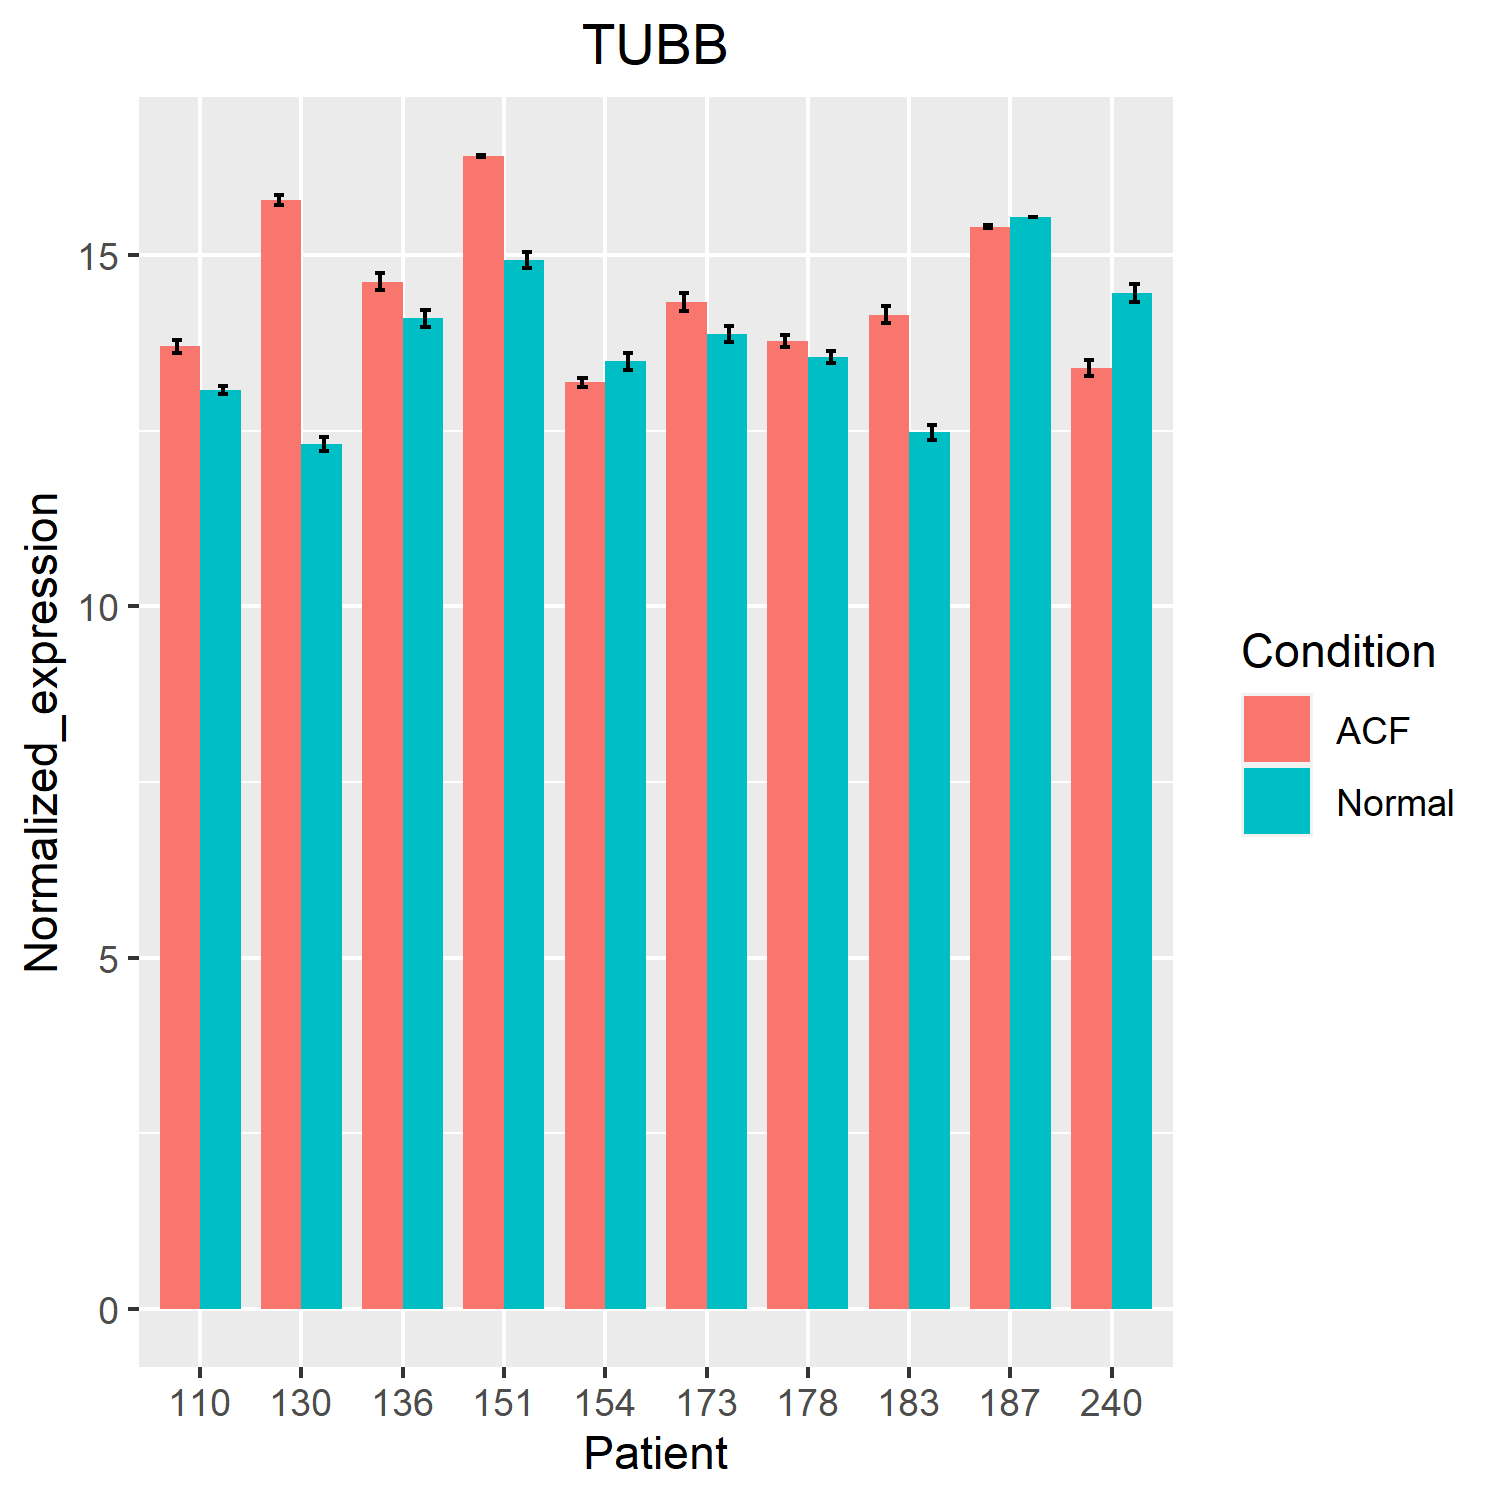 TUBB
15
10
5
0
Normalized_expression
110 130 136 151 154 173 178 183 187 240
Patient
Condition
ACF
Normal